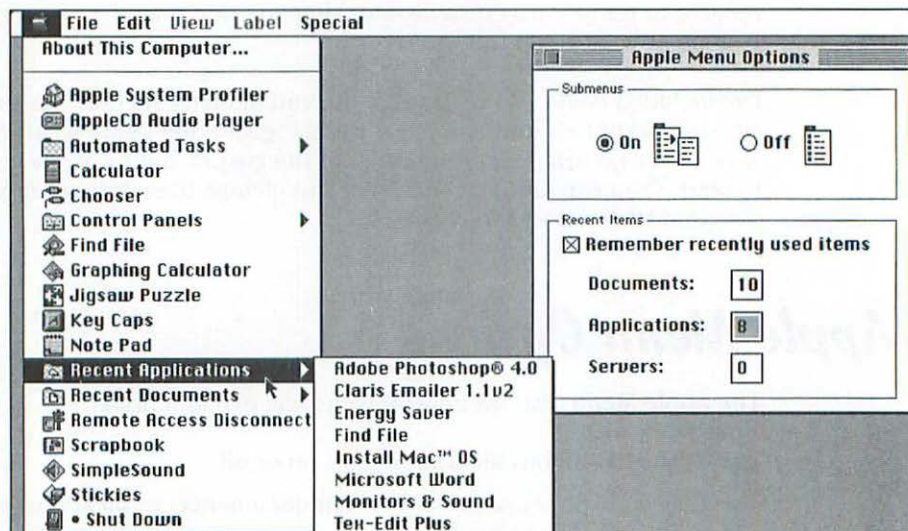 File Edit View Label Special
About This Computer...
Apple System Profiler
AppleCD Audio Player
Automated Tasks
Calculator
Chooser
Control Panels
Find File
Graphing Calculator
Jigsaw Puzzle
Key Caps
Note Pad
Recent Applications
Recent Documents
Remote Access Disconnect
Scrapbook
SimpleSound
Stickies
• Shut Down
Adobe Photoshop® 4.0
Claris Emailer 1.1v2
Energy Saver
Find File
Install Mac™ OS
Microsoft Word
Monitors & Sound
Tex-Edit Plus
Apple Menu Options
Submenus
On Off
Recent Items
Remember recently used items
Documents: 10
Applications: 8
Servers: 0